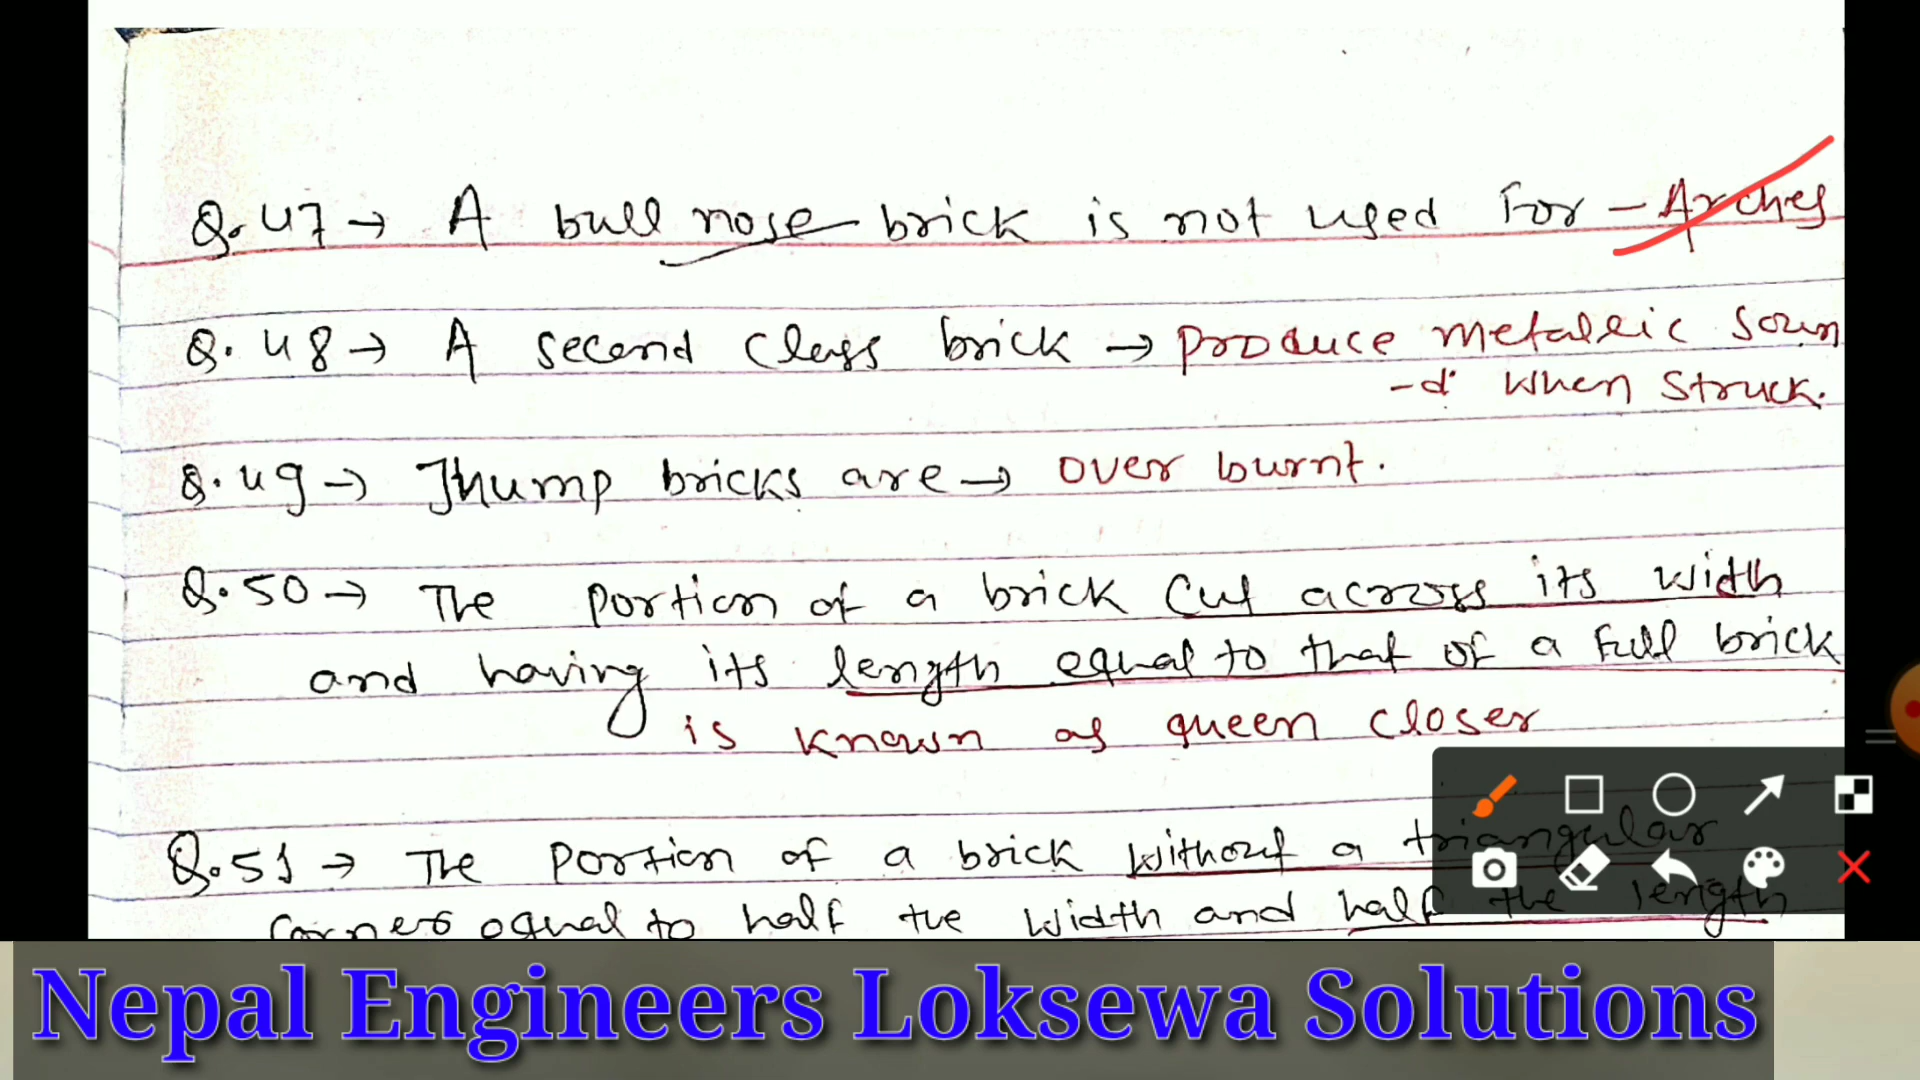 Q.47 → A bull nose brick is not used For - Arches
Q.48 → A second class brick → Produce metallic soun
-d when struck.
Q.49 → Jhump bricks are → over burnt.
Q.50 → The portion of a brick cut across its width
and having its length equal to that of a full brick
is known as queen closer
Q.51 → The portion of a brick without a triangular
corner equal to half the width and half the length
Nepal Engineers Loksewa Solutions